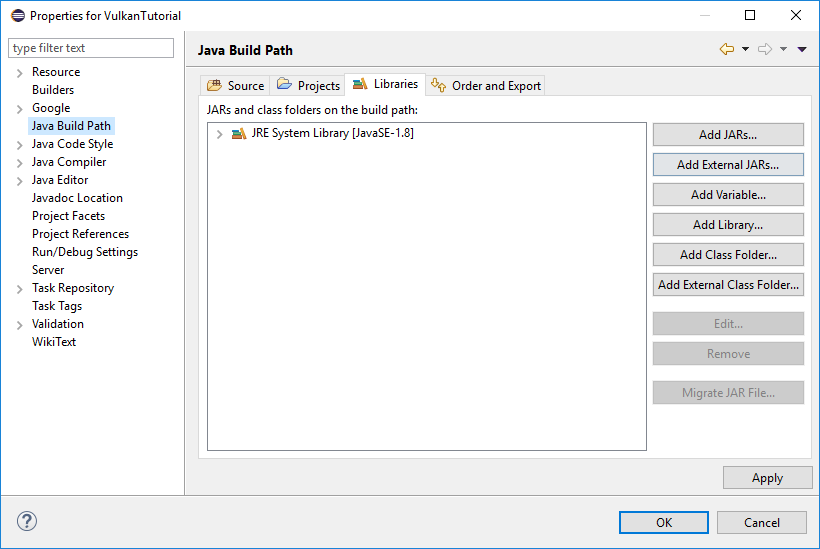 Properties for VulkanTutorial
type filter text
Resource
Builders
Google
Java Build Path
Java Code Style
Java Compiler
Java Editor
Javadoc Location
Project Facets
Project References
Run/Debug Settings
Server
Task Repository
Task Tags
Validation
WikiText
Java Build Path
Source Projects Libraries Order and Export
JARs and class folders on the build path:
JRE System Library [JavaSE-1.8]
Add JARs...
Add External JARs...
Add Variable...
Add Library...
Add Class Folder...
Add External Class Folder...
Edit...
Remove
Migrate JAR File...
Apply
?
OK Cancel